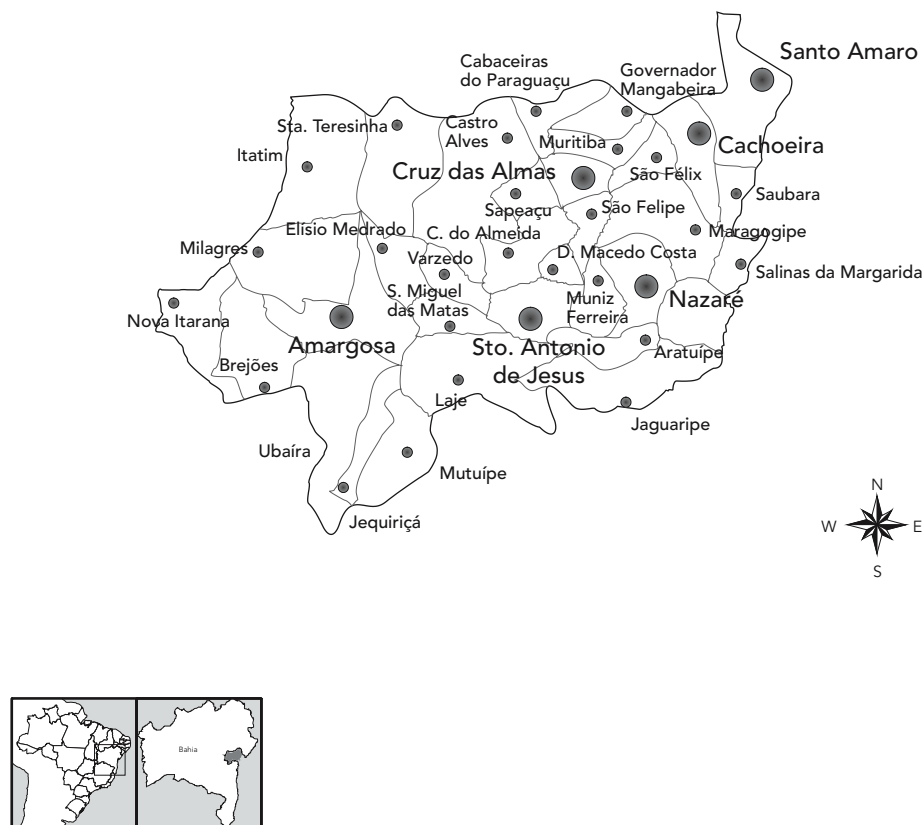 Santo Amaro
Cabaceiras
do Paraguaçu
Governador
Mangabeira
Sta. Teresinha
Castro
Alves
Muritiba
Cachoeira
Itatim
Cruz das Almas
São Félix
Saubara
Sapeaçu
São Felipe
Elísio Medrado
C. do Almeida
Maragogipe
Milagres
Varzedo
D. Macedo Costa
Salinas da Margarida
S. Miguel
das Matas
Muniz
Ferreira
Nazaré
Nova Itarana
Amargosa
Sto. Antonio
de Jesus
Aratuípe
Brejões
Laje
Jaguaripe
Ubaíra
Mutuípe
Jequiriçá
N
W
E
S
Bahia